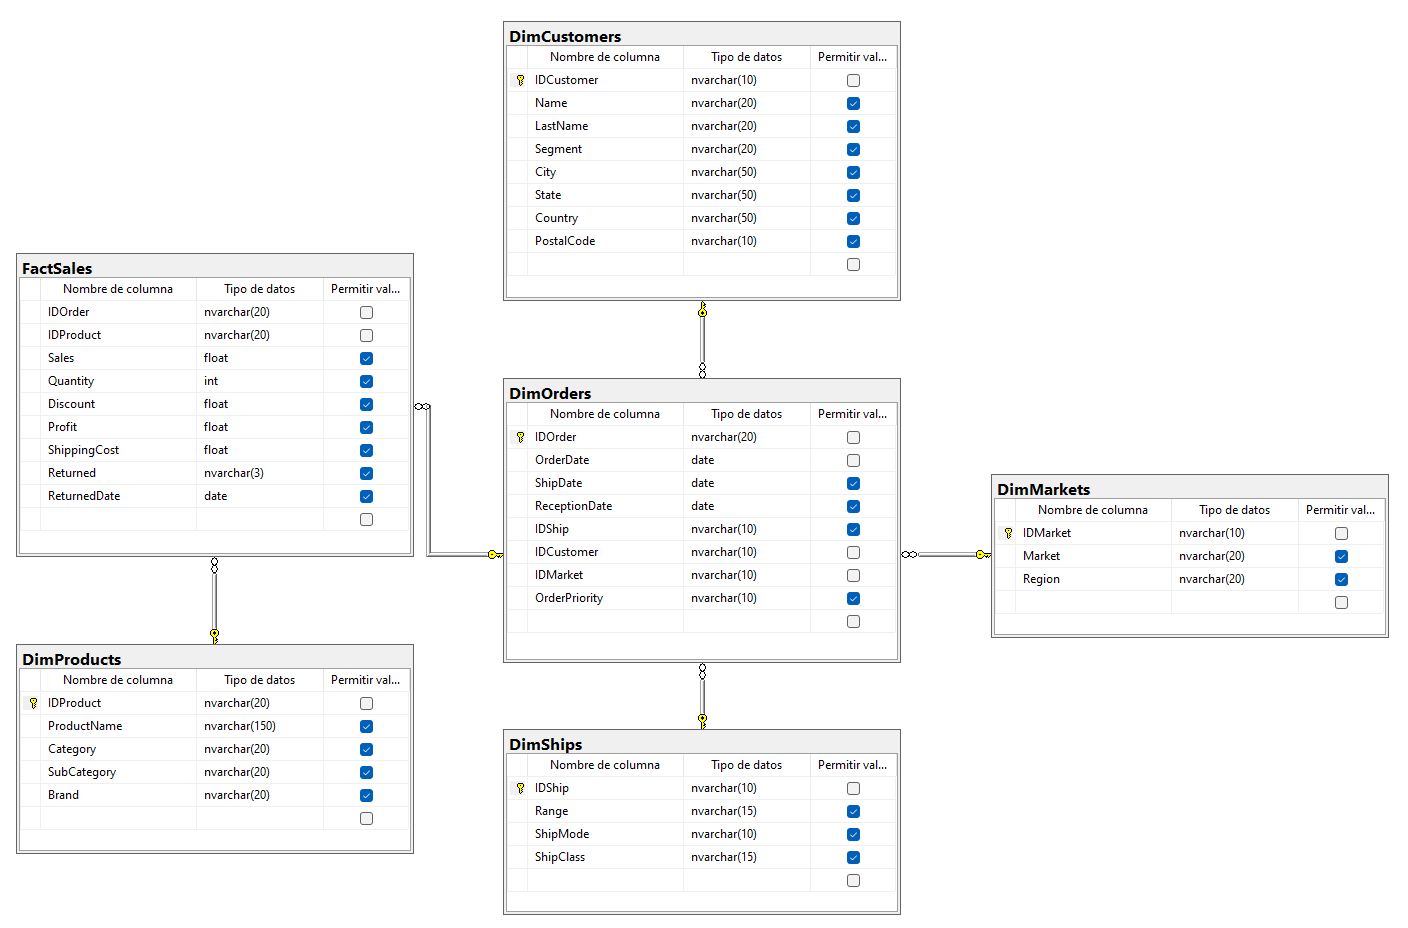 DimCustomers
Nombre de columna Tipo de datos Permitir val...
IDCustomer nvarchar(10)
Name nvarchar(20)
LastName nvarchar(20)
Segment nvarchar(20)
City nvarchar(50)
State nvarchar(50)
Country nvarchar(50)
PostalCode nvarchar(10)
FactSales
Nombre de columna Tipo de datos Permitir val...
IDOrder nvarchar(20)
IDProduct nvarchar(20)
Sales float
Quantity int
Discount float
Profit float
ShippingCost float
Returned nvarchar(3)
ReturnedDate date
DimOrders
Nombre de columna Tipo de datos Permitir val...
IDOrder nvarchar(20)
OrderDate date
ShipDate date
ReceptionDate date
IDShip nvarchar(10)
IDCustomer nvarchar(10)
IDMarket nvarchar(10)
OrderPriority nvarchar(10)
DimMarkets
Nombre de columna Tipo de datos Permitir val...
IDMarket nvarchar(10)
Market nvarchar(20)
Region nvarchar(20)
DimProducts
Nombre de columna Tipo de datos Permitir val...
IDProduct nvarchar(20)
ProductName nvarchar(150)
Category nvarchar(20)
SubCategory nvarchar(20)
Brand nvarchar(20)
DimShips
Nombre de columna Tipo de datos Permitir val...
IDShip nvarchar(10)
Range nvarchar(15)
ShipMode nvarchar(10)
ShipClass nvarchar(15)